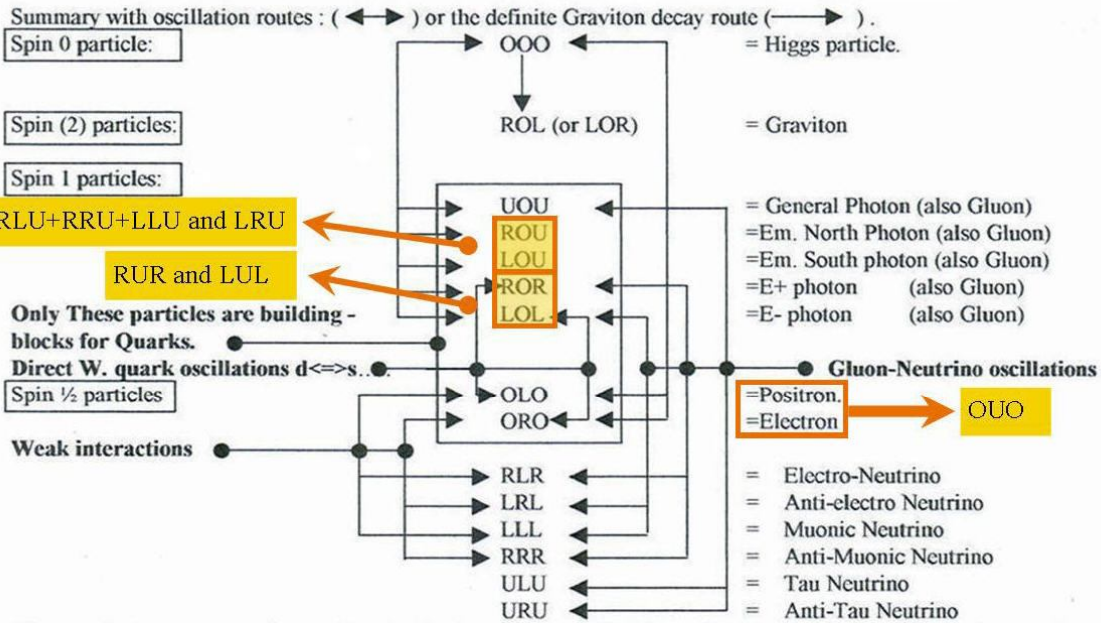 Summary with oscillation routes : ( ) or the definite Graviton decay route ( ) .
Spin 0 particle: OOO = Higgs particle.
Spin (2) particles: ROL (or LOR) = Graviton
Spin 1 particles:
UOU = General Photon (also Gluon)
RLU+RRU+LLU and LRU ROU =Em. North Photon (also Gluon)
LOU =Em. South photon (also Gluon)
RUR and LUL ROR =E+ photon (also Gluon)
Only These particles are building - LOL =E- photon (also Gluon)
blocks for Quarks.
Direct W. quark oscillations d<=>s.... Gluon-Neutrino oscillations
Spin ½ particles OLO =Positron.
ORO =Electron OUO
Weak interactions
RLR = Electro-Neutrino
LRL = Anti-electro Neutrino
LLL = Muonic Neutrino
RRR = Anti-Muonic Neutrino
ULU = Tau Neutrino
URU = Anti-Tau Neutrino